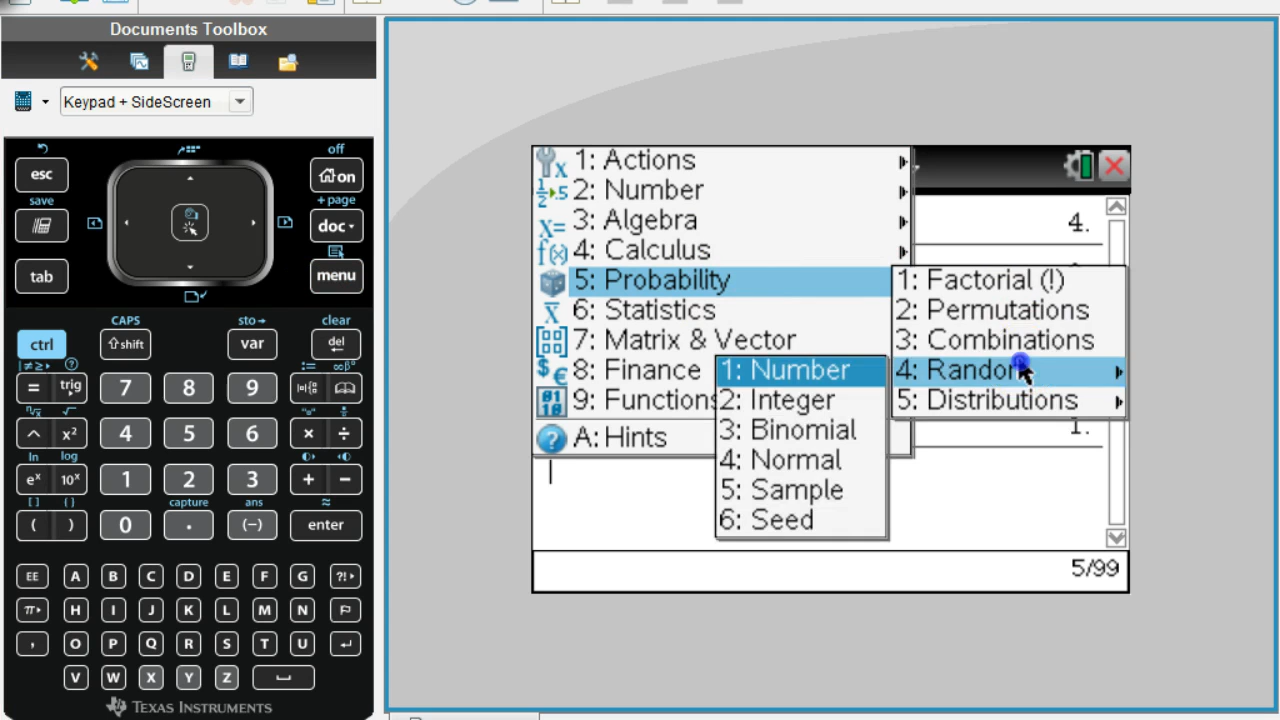 Documents Toolbox
Keypad + SideScreen
off
esc
on
save
+ page
doc
tab
menu
CAPS
sto→
clear
ctrl
⇧shift
var
del
|≠≥▸
:=
∞β°
=
trig
7
8
9
^
x²
4
5
6
×
÷
ln
log
eˣ
10ˣ
1
2
3
+
−
[ ]
{ }
capture
ans
≈
(
)
0
.
(−)
enter
EE A B C D E F G ?!▸
π▸ H I J K L M N
, O P Q R S T U ↵
V W X Y Z
TEXAS INSTRUMENTS
1: Actions
2: Number
3: Algebra
4: Calculus
5: Probability
6: Statistics
7: Matrix & Vector
8: Finance
9: Functions
A: Hints
1: Factorial (!)
2: Permutations
3: Combinations
4: Random
5: Distributions
1: Number
2: Integer
3: Binomial
4: Normal
5: Sample
6: Seed
4.
1.
5/99